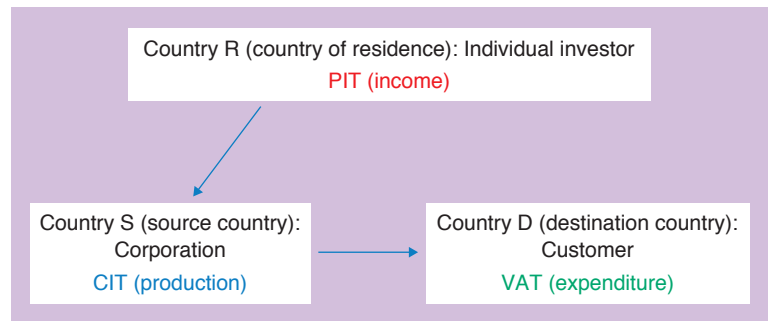 Country R (country of residence): Individual investor
PIT (income)
Country S (source country):
Corporation
CIT (production)
Country D (destination country):
Customer
VAT (expenditure)